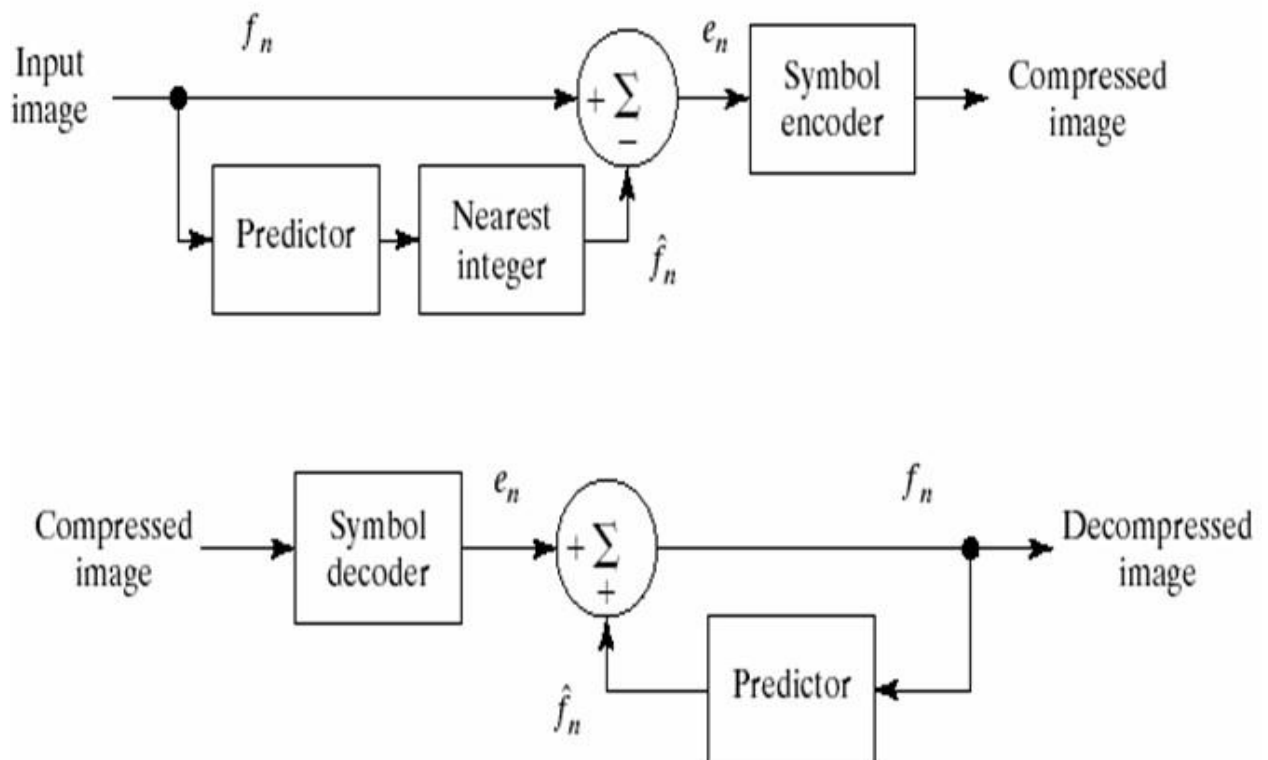 f_n
e_n
Input
image
+ Σ
−
Symbol
encoder
Compressed
image
Predictor
Nearest
integer
f̂_n
Compressed
image
Symbol
decoder
e_n
+ Σ
+
f_n
Decompressed
image
Predictor
f̂_n